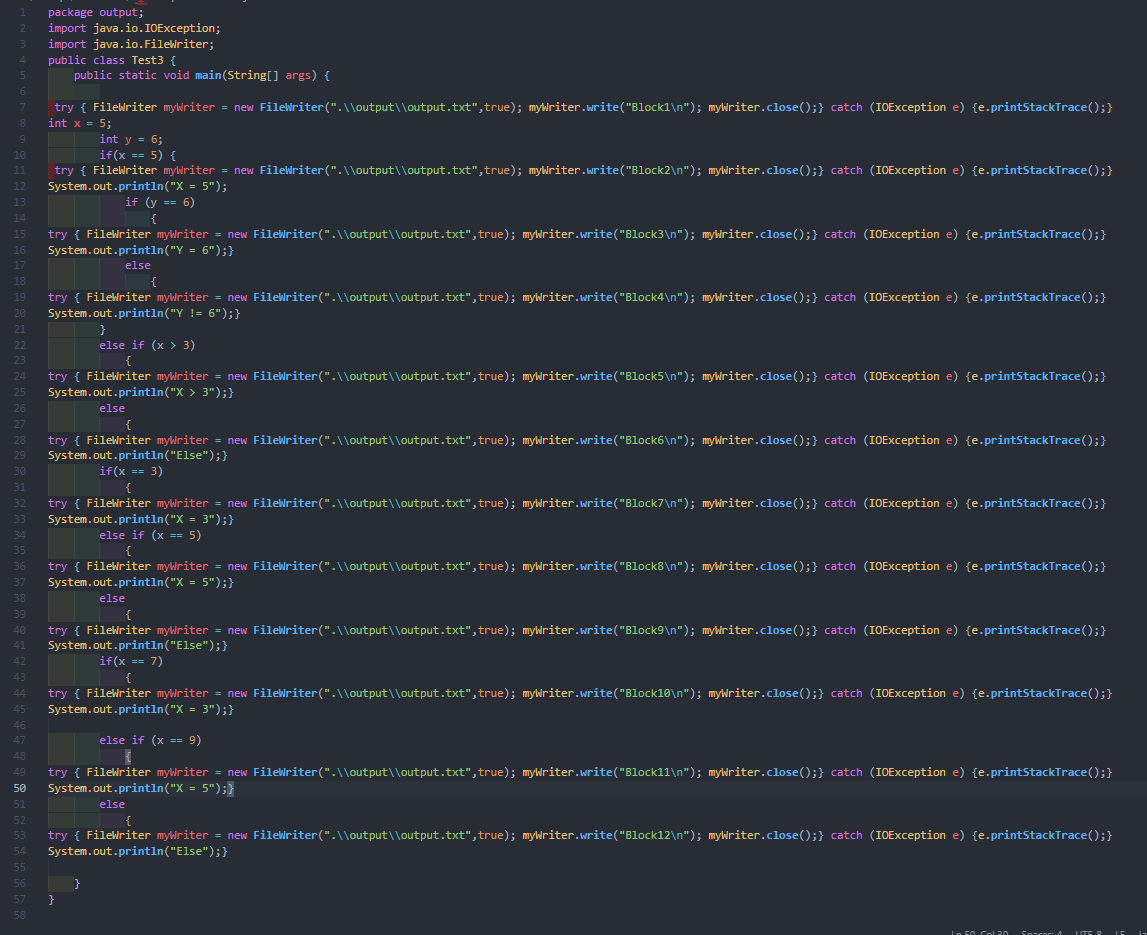 1 package output;
2 import java.io.IOException;
3 import java.io.FileWriter;
4 public class Test3 {
5 public static void main(String[] args) {
6
7 try { FileWriter myWriter = new FileWriter(".\\output\\output.txt",true); myWriter.write("Block1\n"); myWriter.close();} catch (IOException e) {e.printStackTrace();}
8 int x = 5;
9 int y = 6;
10 if(x == 5) {
11 try { FileWriter myWriter = new FileWriter(".\\output\\output.txt",true); myWriter.write("Block2\n"); myWriter.close();} catch (IOException e) {e.printStackTrace();}
12 System.out.println("X = 5");
13 if (y == 6)
14 {
15 try { FileWriter myWriter = new FileWriter(".\\output\\output.txt",true); myWriter.write("Block3\n"); myWriter.close();} catch (IOException e) {e.printStackTrace();}
16 System.out.println("Y = 6");}
17 else
18 {
19 try { FileWriter myWriter = new FileWriter(".\\output\\output.txt",true); myWriter.write("Block4\n"); myWriter.close();} catch (IOException e) {e.printStackTrace();}
20 System.out.println("Y != 6");}
21 }
22 else if (x > 3)
23 {
24 try { FileWriter myWriter = new FileWriter(".\\output\\output.txt",true); myWriter.write("Block5\n"); myWriter.close();} catch (IOException e) {e.printStackTrace();}
25 System.out.println("X > 3");}
26 else
27 {
28 try { FileWriter myWriter = new FileWriter(".\\output\\output.txt",true); myWriter.write("Block6\n"); myWriter.close();} catch (IOException e) {e.printStackTrace();}
29 System.out.println("Else");}
30 if(x == 3)
31 {
32 try { FileWriter myWriter = new FileWriter(".\\output\\output.txt",true); myWriter.write("Block7\n"); myWriter.close();} catch (IOException e) {e.printStackTrace();}
33 System.out.println("X = 3");}
34 else if (x == 5)
35 {
36 try { FileWriter myWriter = new FileWriter(".\\output\\output.txt",true); myWriter.write("Block8\n"); myWriter.close();} catch (IOException e) {e.printStackTrace();}
37 System.out.println("X = 5");}
38 else
39 {
40 try { FileWriter myWriter = new FileWriter(".\\output\\output.txt",true); myWriter.write("Block9\n"); myWriter.close();} catch (IOException e) {e.printStackTrace();}
41 System.out.println("Else");}
42 if(x == 7)
43 {
44 try { FileWriter myWriter = new FileWriter(".\\output\\output.txt",true); myWriter.write("Block10\n"); myWriter.close();} catch (IOException e) {e.printStackTrace();}
45 System.out.println("X = 3");}
46
47 else if (x == 9)
48 {
49 try { FileWriter myWriter = new FileWriter(".\\output\\output.txt",true); myWriter.write("Block11\n"); myWriter.close();} catch (IOException e) {e.printStackTrace();}
50 System.out.println("X = 5");}
51 else
52 {
53 try { FileWriter myWriter = new FileWriter(".\\output\\output.txt",true); myWriter.write("Block12\n"); myWriter.close();} catch (IOException e) {e.printStackTrace();}
54 System.out.println("Else");}
55
56 }
57 }
58